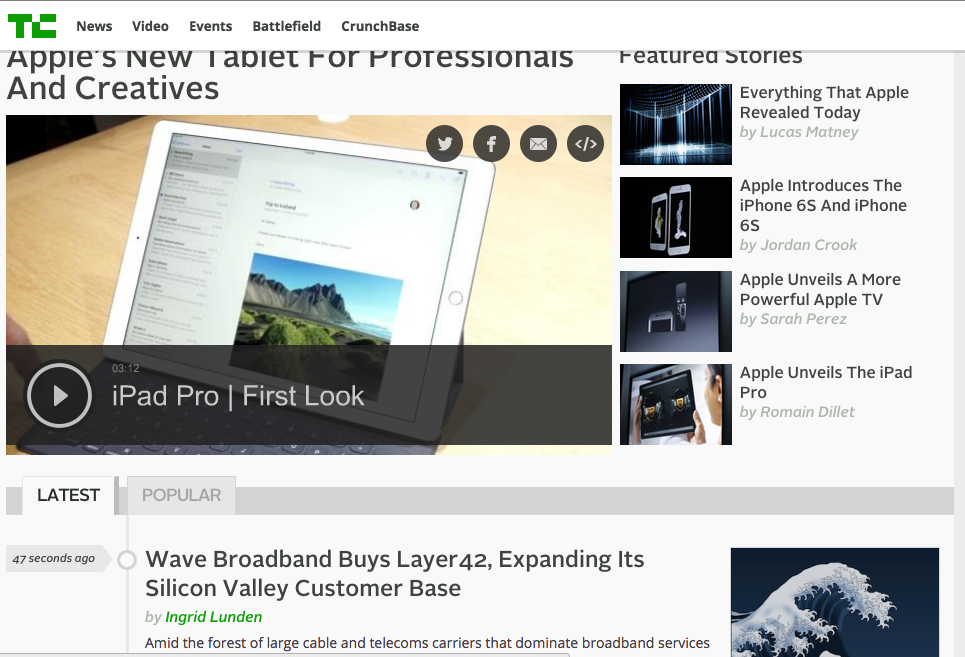 TC
News Video Events Battlefield CrunchBase
Apple's New Tablet For Professionals
And Creatives
03:12
iPad Pro | First Look
Featured Stories
Everything That Apple
Revealed Today
by Lucas Matney
Apple Introduces The
iPhone 6S And iPhone
6S
by Jordan Crook
Apple Unveils A More
Powerful Apple TV
by Sarah Perez
Apple Unveils The iPad
Pro
by Romain Dillet
LATEST POPULAR
47 seconds ago
Wave Broadband Buys Layer42, Expanding Its
Silicon Valley Customer Base
by Ingrid Lunden
Amid the forest of large cable and telecoms carriers that dominate broadband services